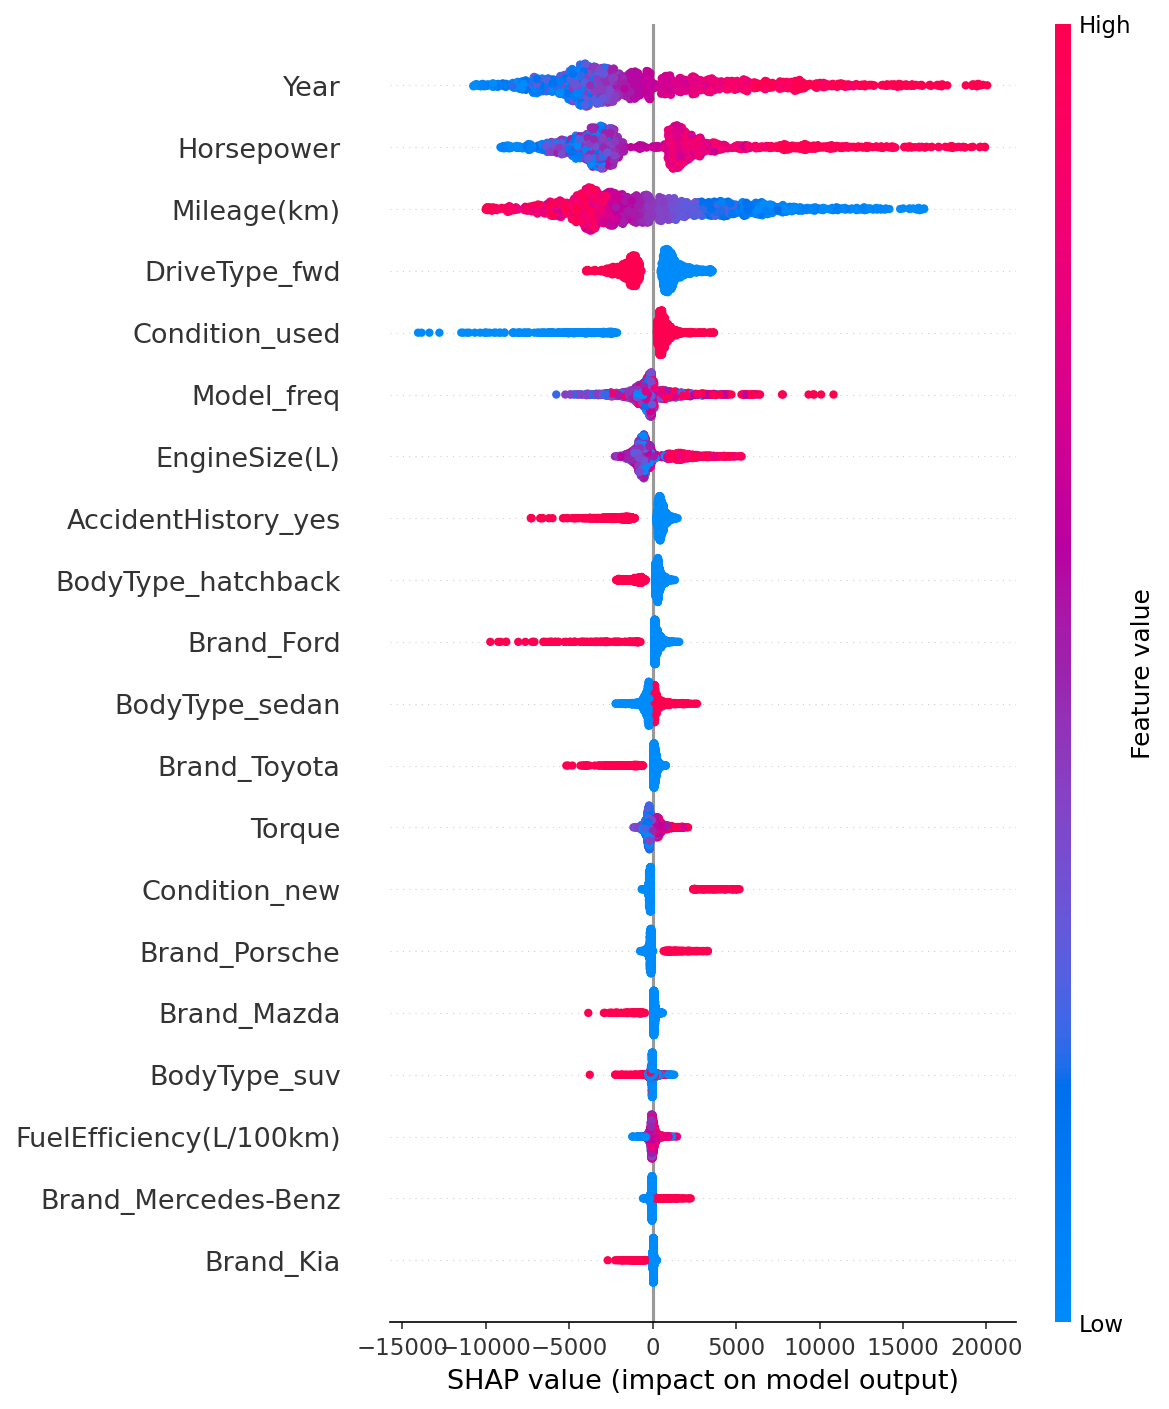 High
Year
Horsepower
Mileage(km)
DriveType_fwd
Condition_used
Model_freq
EngineSize(L)
AccidentHistory_yes
BodyType_hatchback
Brand_Ford
BodyType_sedan
Brand_Toyota
Torque
Condition_new
Brand_Porsche
Brand_Mazda
BodyType_suv
FuelEfficiency(L/100km)
Brand_Mercedes-Benz
Brand_Kia
Feature value
Low
−15000 −10000 −5000 0 5000 10000 15000 20000
SHAP value (impact on model output)